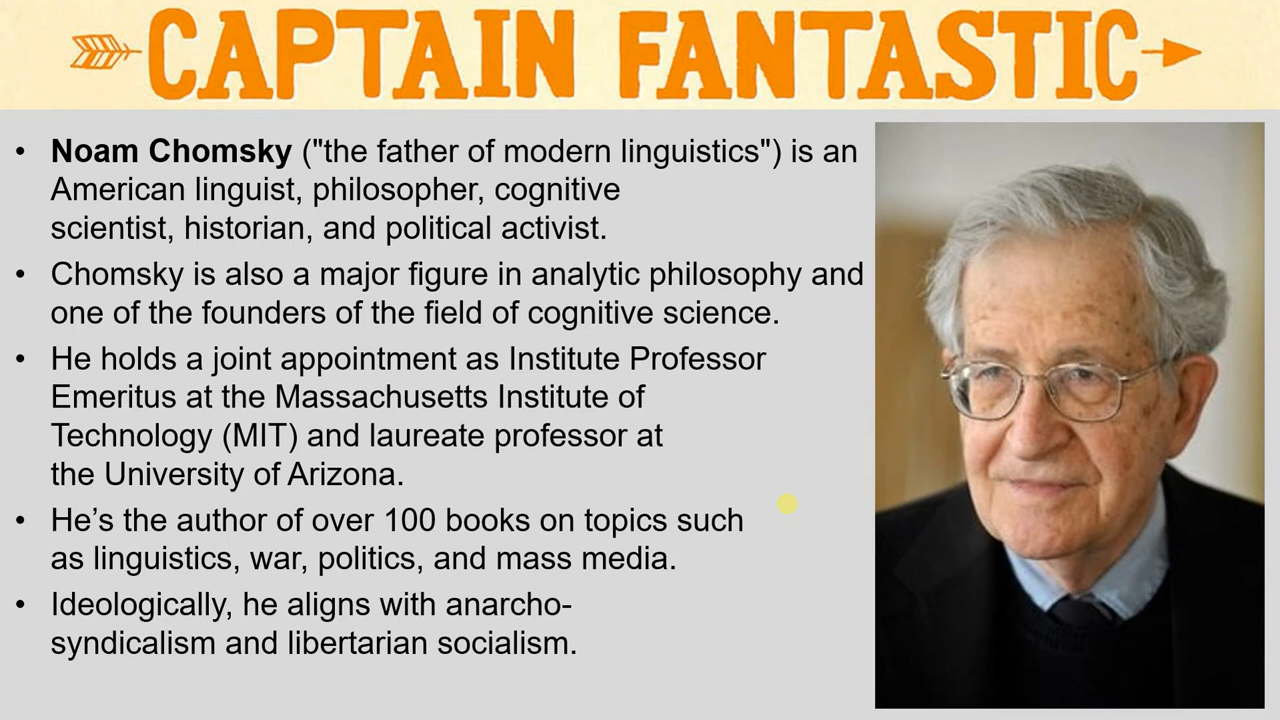 CAPTAIN FANTASTIC
• Noam Chomsky ("the father of modern linguistics") is an
American linguist, philosopher, cognitive
scientist, historian, and political activist.
• Chomsky is also a major figure in analytic philosophy and
one of the founders of the field of cognitive science.
• He holds a joint appointment as Institute Professor
Emeritus at the Massachusetts Institute of
Technology (MIT) and laureate professor at
the University of Arizona.
• He’s the author of over 100 books on topics such
as linguistics, war, politics, and mass media.
• Ideologically, he aligns with anarcho-
syndicalism and libertarian socialism.